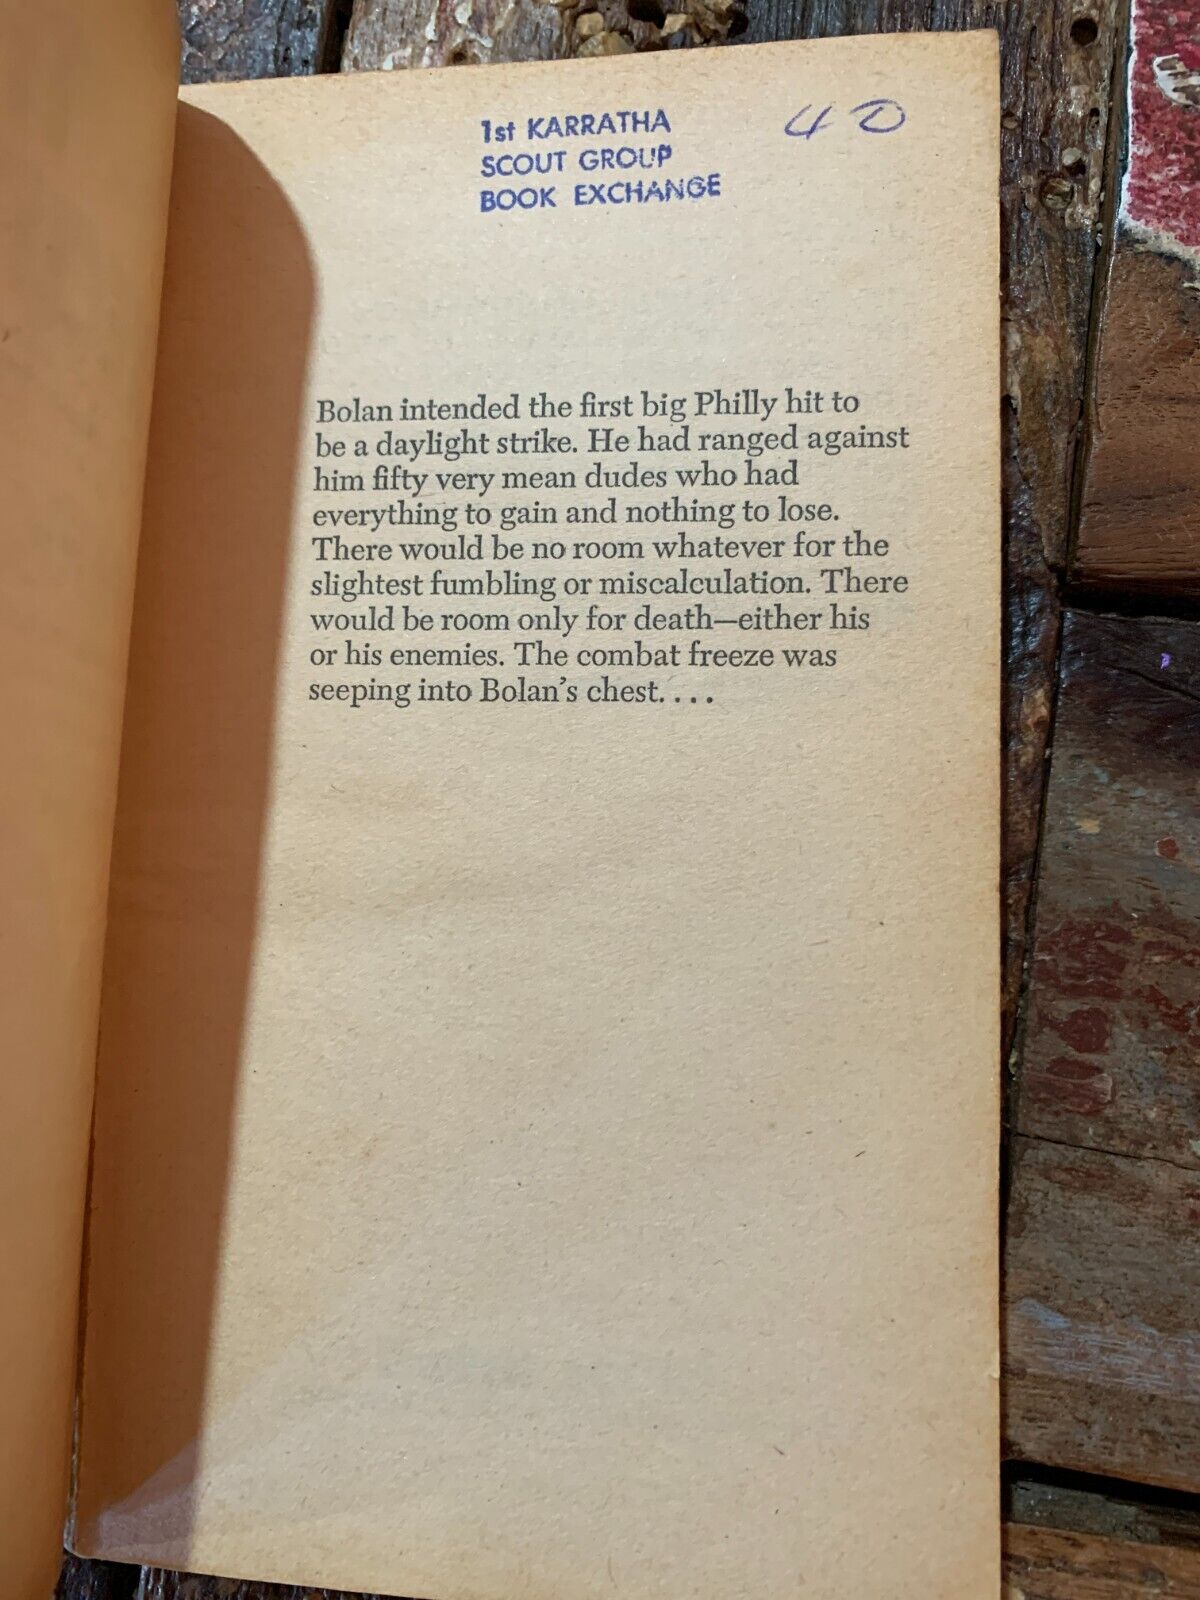 1st KARRATHA
SCOUT GROUP
BOOK EXCHANGE
40
Bolan intended the first big Philly hit to
be a daylight strike. He had ranged against
him fifty very mean dudes who had
everything to gain and nothing to lose.
There would be no room whatever for the
slightest fumbling or miscalculation. There
would be room only for death—either his
or his enemies. The combat freeze was
seeping into Bolan's chest. . . .